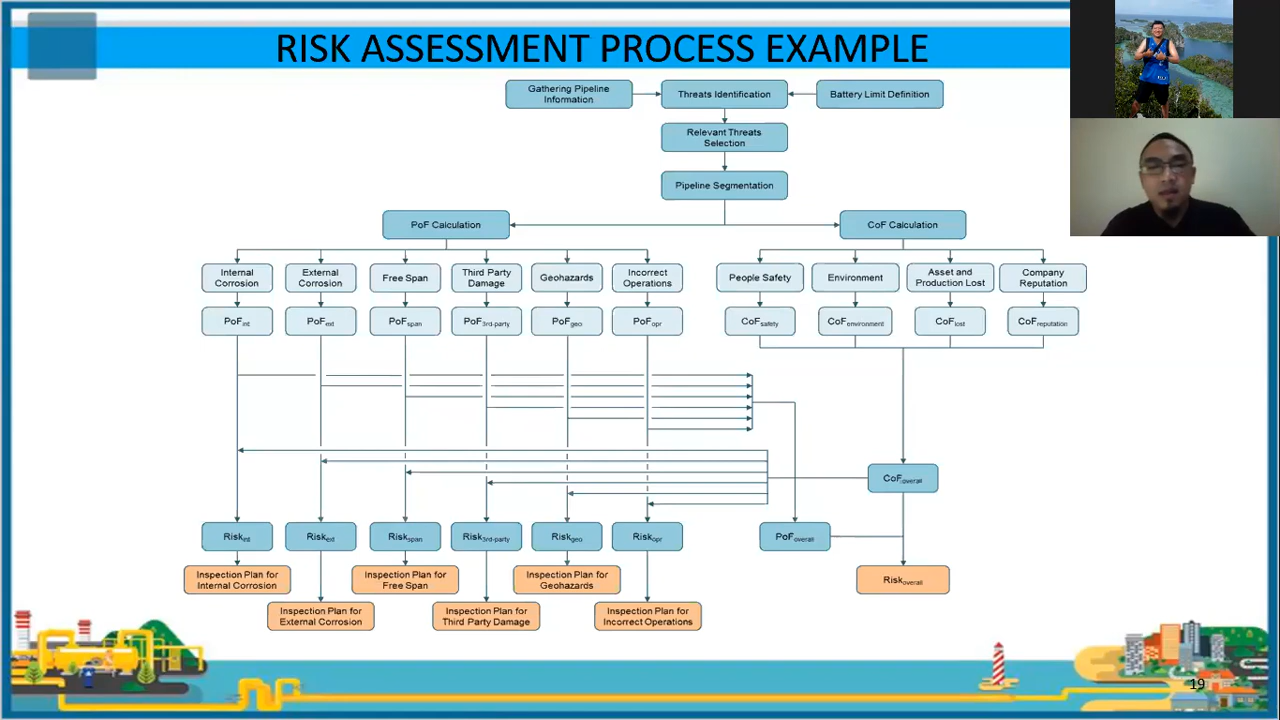 RISK ASSESSMENT PROCESS EXAMPLE
Gathering Pipeline
Information
Threats Identification
Battery Limit Definition
Relevant Threats
Selection
Pipeline Segmentation
PoF Calculation
CoF Calculation
Internal
Corrosion
External
Corrosion
Free Span
Third Party
Damage
Geohazards
Incorrect
Operations
People Safety
Environment
Asset and
Production Lost
Company
Reputation
PoFint
PoFext
PoFspan
PoF3rd-party
PoFgeo
PoFopr
CoFsafety
CoFenvironment
CoFlost
CoFreputation
CoFoverall
Riskint
Riskext
Riskspan
Risk3rd-party
Riskgeo
Riskopr
PoFoverall
Inspection Plan for
Internal Corrosion
Inspection Plan for
Free Span
Inspection Plan for
Geohazards
Riskoverall
Inspection Plan for
External Corrosion
Inspection Plan for
Third Party Damage
Inspection Plan for
Incorrect Operations
19